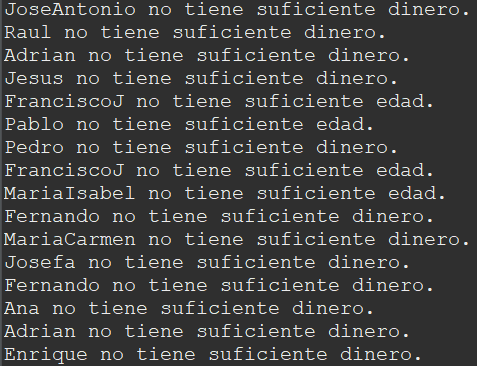 JoseAntonio no tiene suficiente dinero.
Raul no tiene suficiente dinero.
Adrian no tiene suficiente dinero.
Jesus no tiene suficiente dinero.
FranciscoJ no tiene suficiente edad.
Pablo no tiene suficiente edad.
Pedro no tiene suficiente dinero.
FranciscoJ no tiene suficiente edad.
MariaIsabel no tiene suficiente edad.
Fernando no tiene suficiente dinero.
MariaCarmen no tiene suficiente dinero.
Josefa no tiene suficiente dinero.
Fernando no tiene suficiente dinero.
Ana no tiene suficiente dinero.
Adrian no tiene suficiente dinero.
Enrique no tiene suficiente dinero.